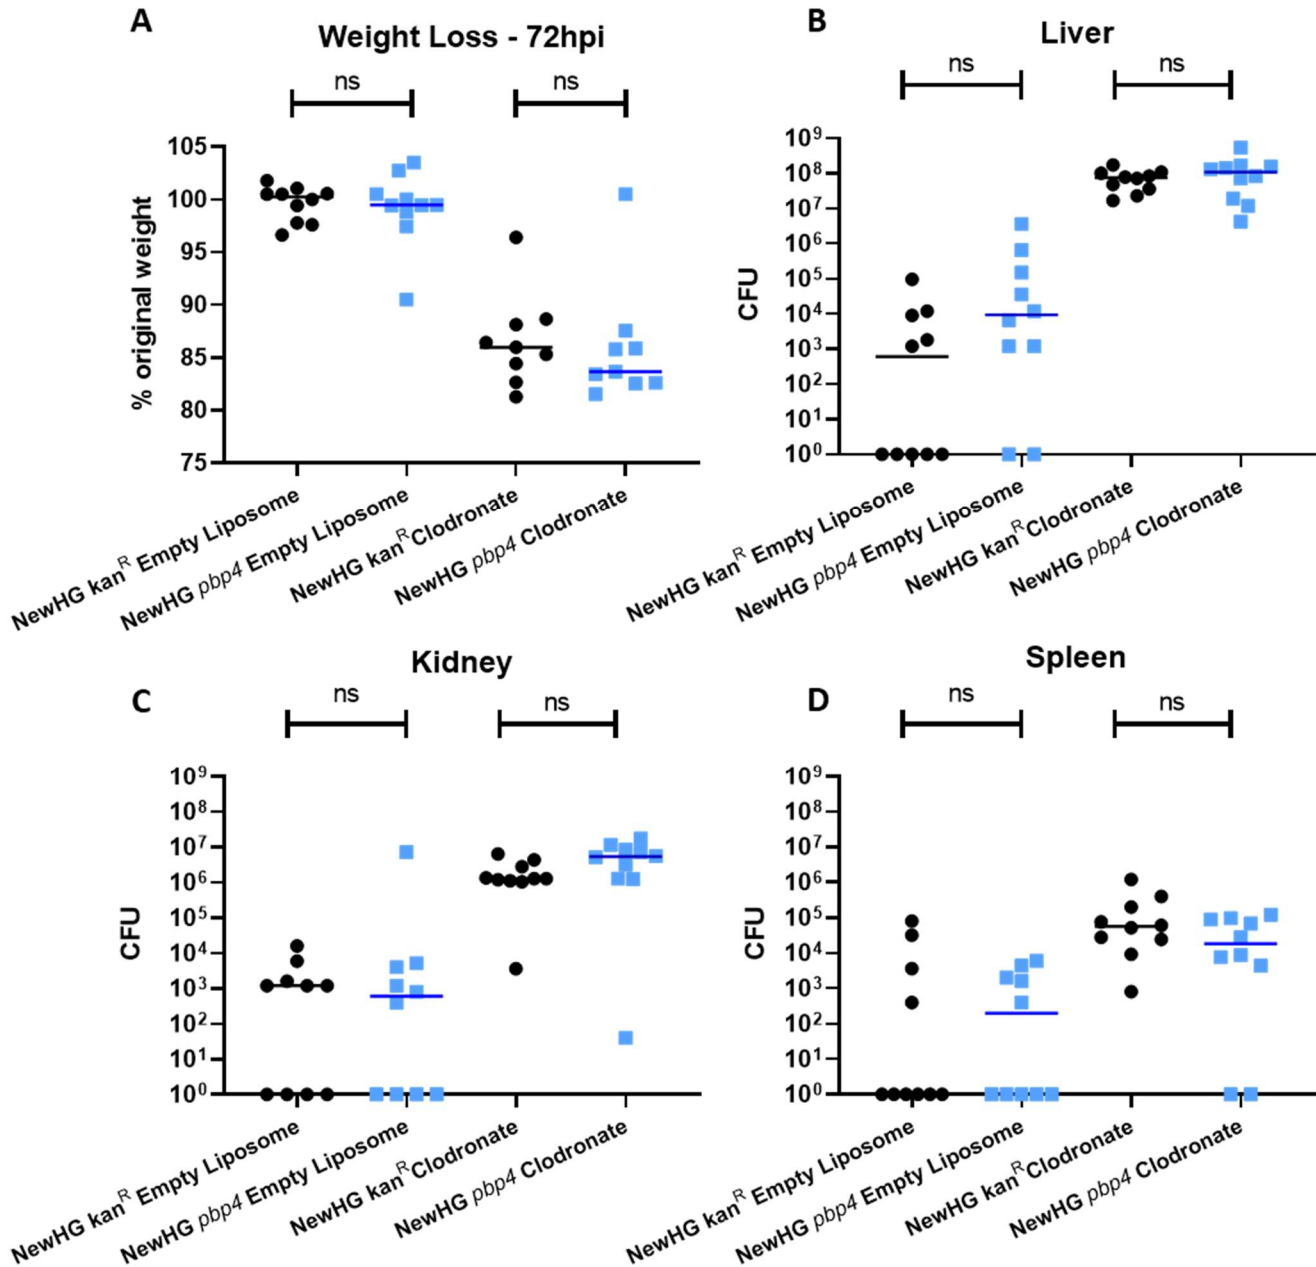 A
Weight Loss - 72hpi
ns
ns
% original weight
105
100
95
90
85
80
75
NewHG kanᴿ Empty Liposome
NewHG pbp4 Empty Liposome
NewHG kanᴿ Clodronate
NewHG pbp4 Clodronate
B
Liver
ns
ns
CFU
10⁹
10⁸
10⁷
10⁶
10⁵
10⁴
10³
10²
10¹
10⁰
NewHG kanᴿ Empty Liposome
NewHG pbp4 Empty Liposome
NewHG kanᴿ Clodronate
NewHG pbp4 Clodronate
C
Kidney
ns
ns
CFU
10⁹
10⁸
10⁷
10⁶
10⁵
10⁴
10³
10²
10¹
10⁰
NewHG kanᴿ Empty Liposome
NewHG pbp4 Empty Liposome
NewHG kanᴿ Clodronate
NewHG pbp4 Clodronate
D
Spleen
ns
ns
CFU
10⁹
10⁸
10⁷
10⁶
10⁵
10⁴
10³
10²
10¹
10⁰
NewHG kanᴿ Empty Liposome
NewHG pbp4 Empty Liposome
NewHG kanᴿ Clodronate
NewHG pbp4 Clodronate